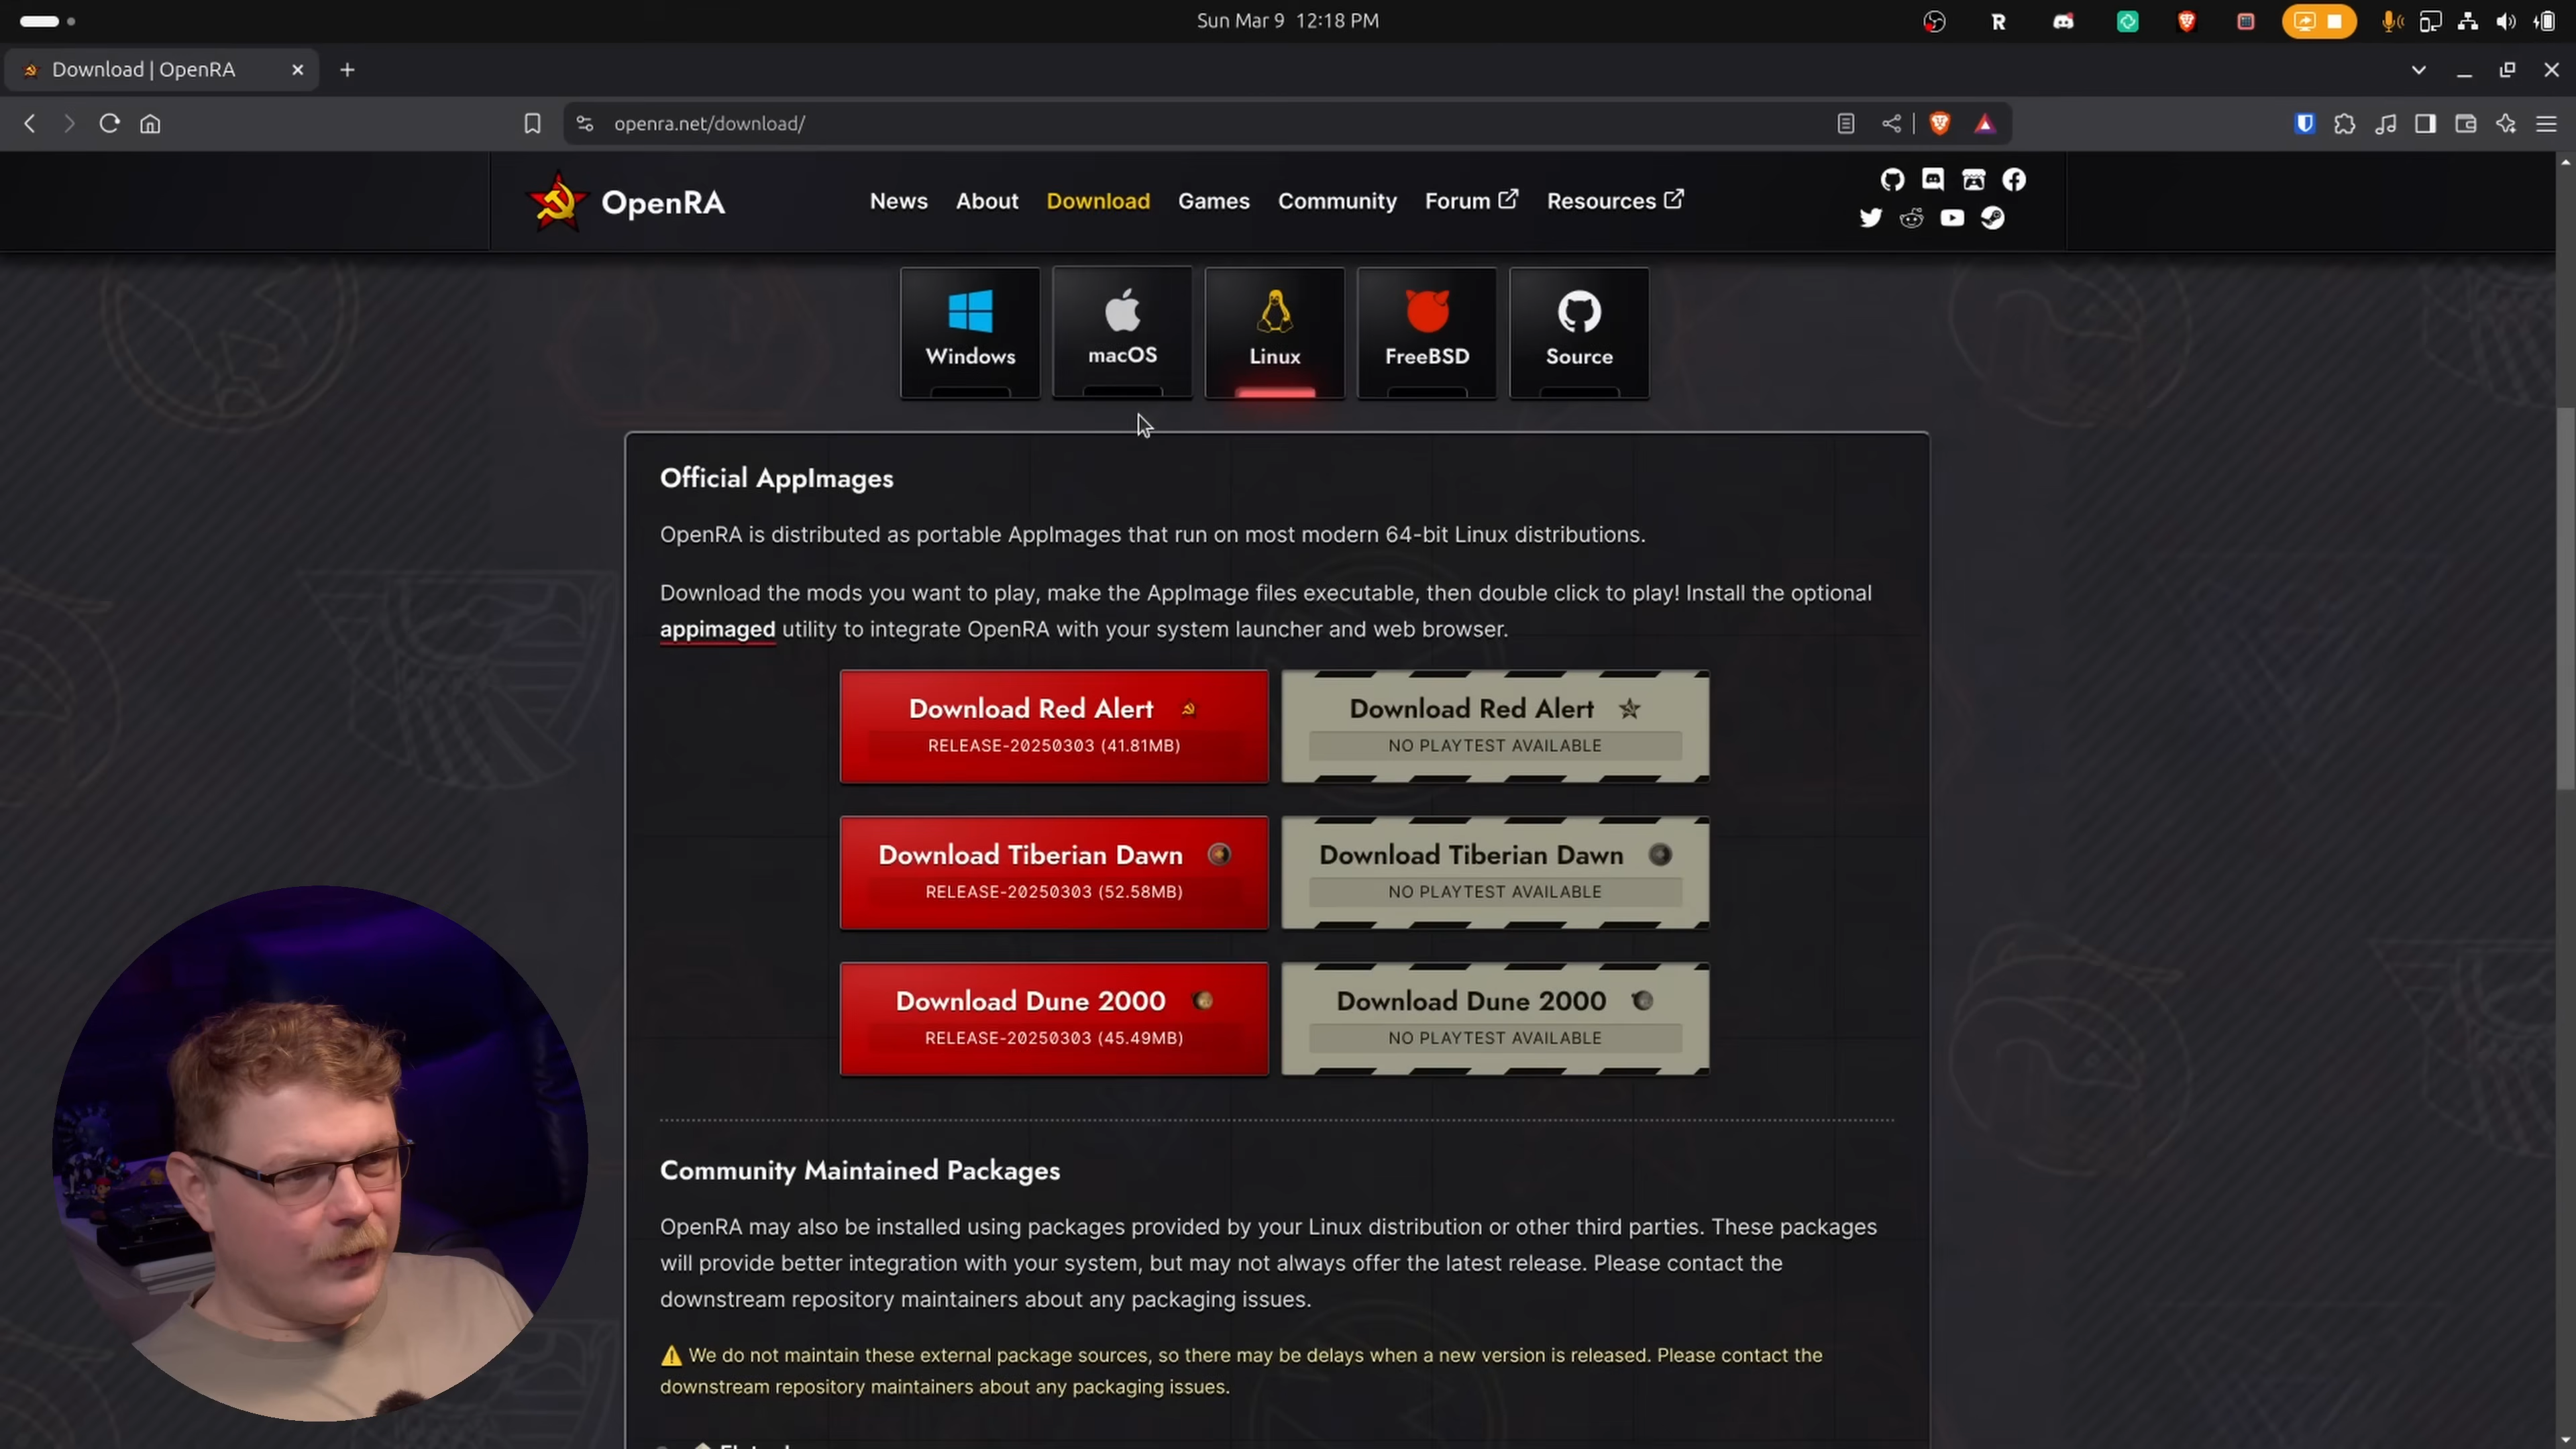 Sun Mar 9 12:18 PM
Download | OpenRA
openra.net/download/
OpenRA
News
About
Download
Games
Community
Forum
Resources
Windows
macOS
Linux
FreeBSD
Source
Official AppImages
OpenRA is distributed as portable AppImages that run on most modern 64-bit Linux distributions.
Download the mods you want to play, make the AppImage files executable, then double click to play! Install the optional
appimaged utility to integrate OpenRA with your system launcher and web browser.
Download Red Alert
RELEASE-20250303 (41.81MB)
Download Red Alert
NO PLAYTEST AVAILABLE
Download Tiberian Dawn
RELEASE-20250303 (52.58MB)
Download Tiberian Dawn
NO PLAYTEST AVAILABLE
Download Dune 2000
RELEASE-20250303 (45.49MB)
Download Dune 2000
NO PLAYTEST AVAILABLE
Community Maintained Packages
OpenRA may also be installed using packages provided by your Linux distribution or other third parties. These packages
will provide better integration with your system, but may not always offer the latest release. Please contact the
downstream repository maintainers about any packaging issues.
⚠️ We do not maintain these external package sources, so there may be delays when a new version is released. Please contact the
downstream repository maintainers about any packaging issues.